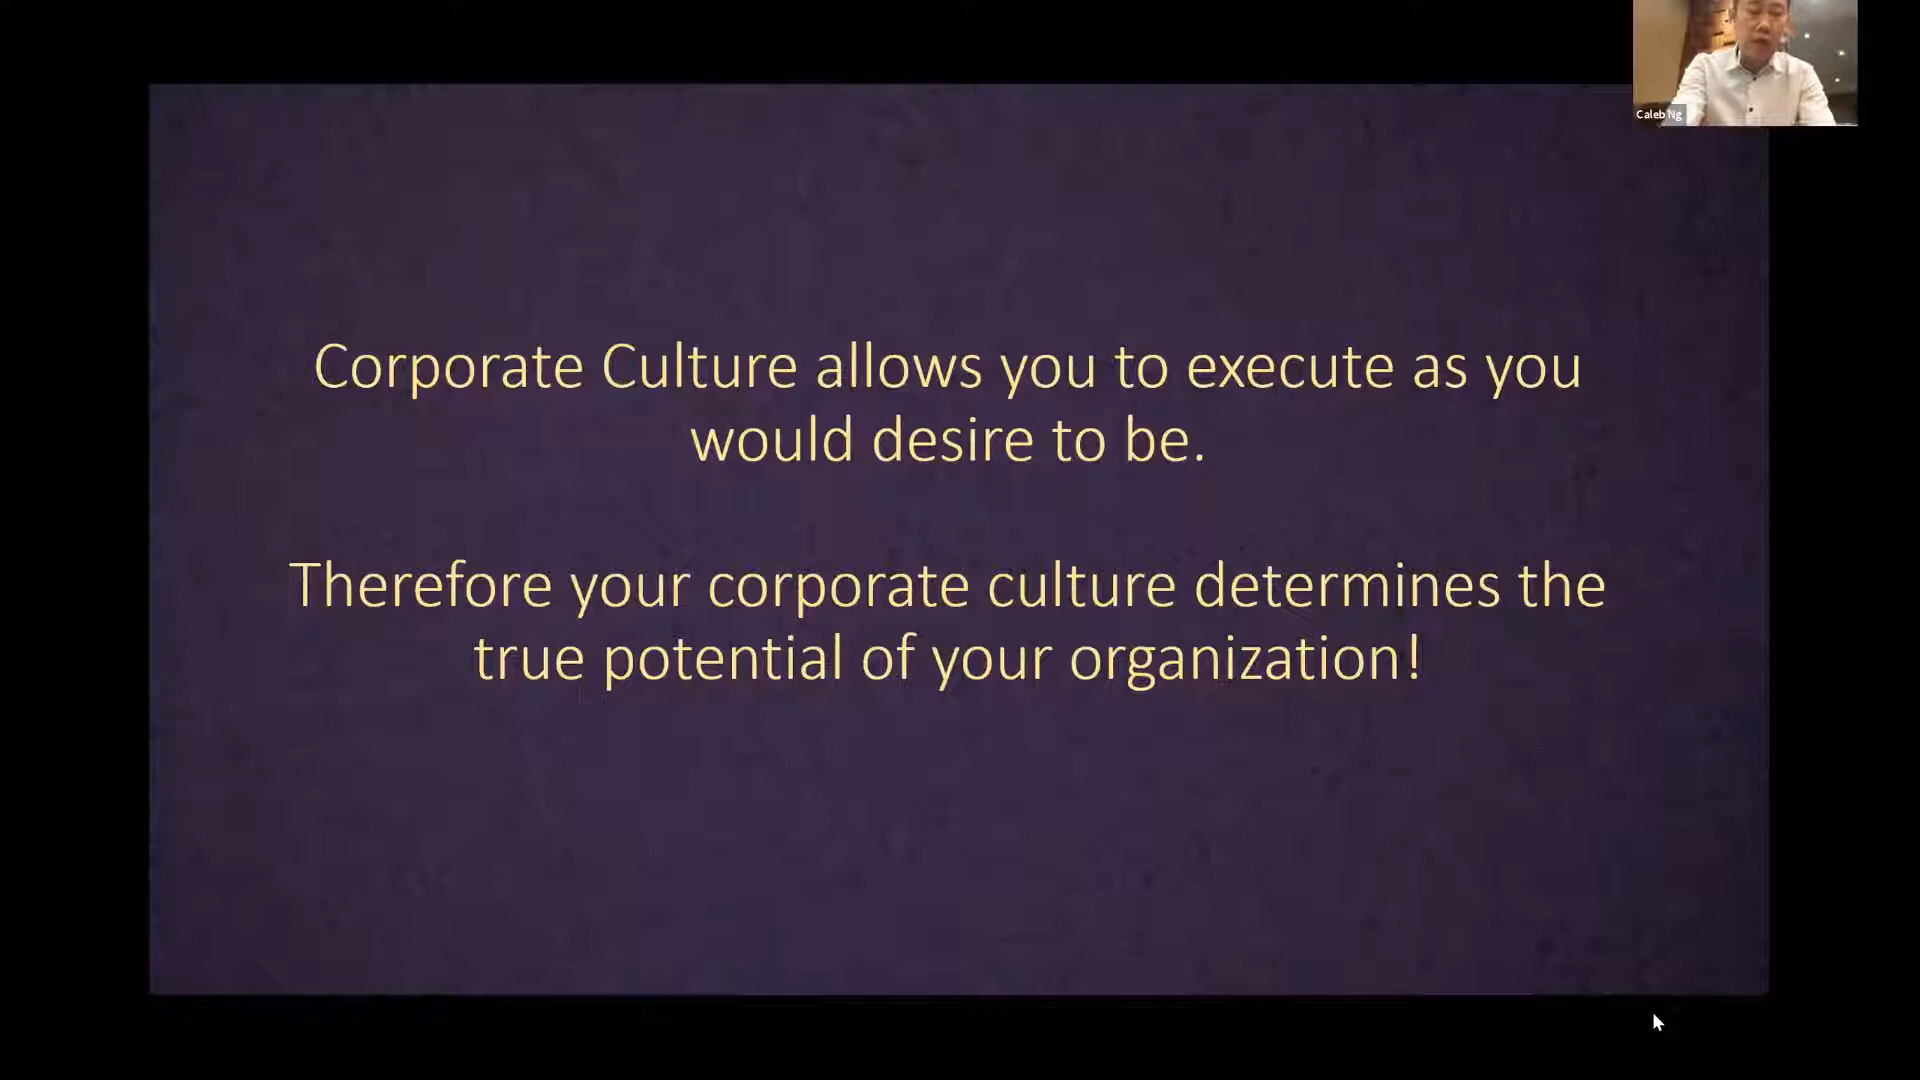 Caleb Ng
Corporate Culture allows you to execute as you
would desire to be.
Therefore your corporate culture determines the
true potential of your organization!